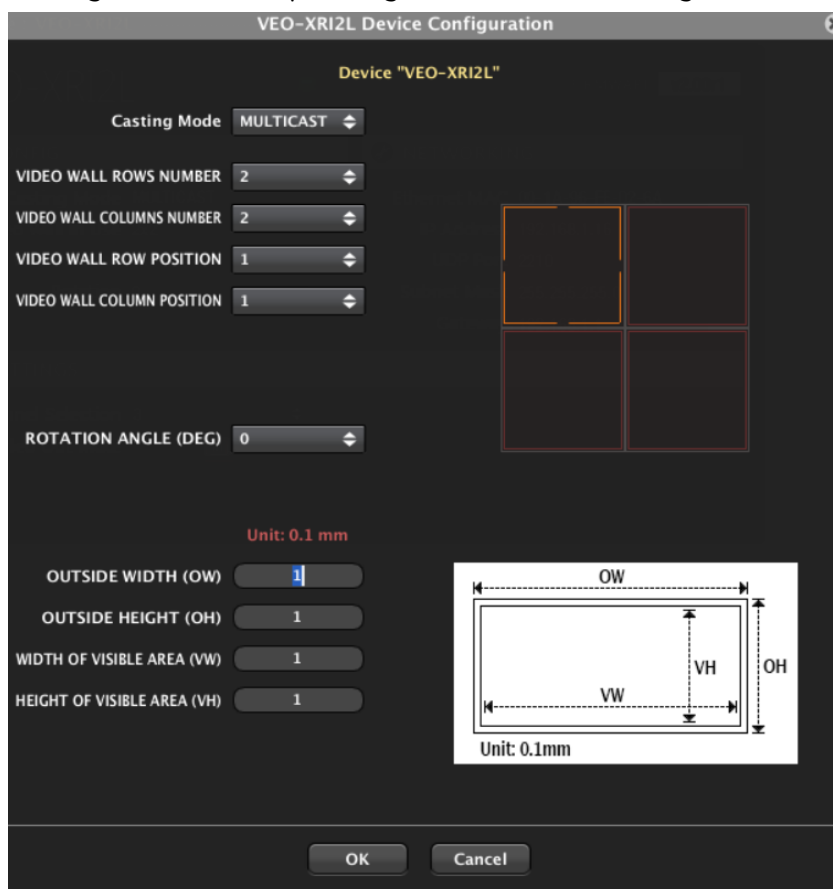 VEO-XRI2L Device Configuration
Device "VEO-XRI2L"
Casting Mode MULTICAST
VIDEO WALL ROWS NUMBER 2
VIDEO WALL COLUMNS NUMBER 2
VIDEO WALL ROW POSITION 1
VIDEO WALL COLUMN POSITION 1
ROTATION ANGLE (DEG) 0
Unit: 0.1 mm
OUTSIDE WIDTH (OW) 1
OUTSIDE HEIGHT (OH) 1
WIDTH OF VISIBLE AREA (VW) 1
HEIGHT OF VISIBLE AREA (VH) 1
OW
VH OH
VW
Unit: 0.1mm
OK Cancel